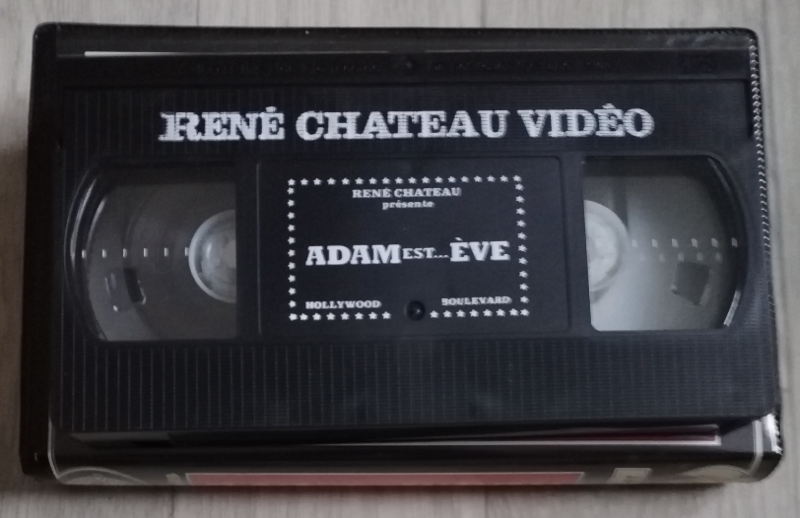 RENÉ CHATEAU VIDÉO
RENÉ CHATEAU
présente
ADAM EST... ÈVE
HOLLYWOOD BOULEVARD